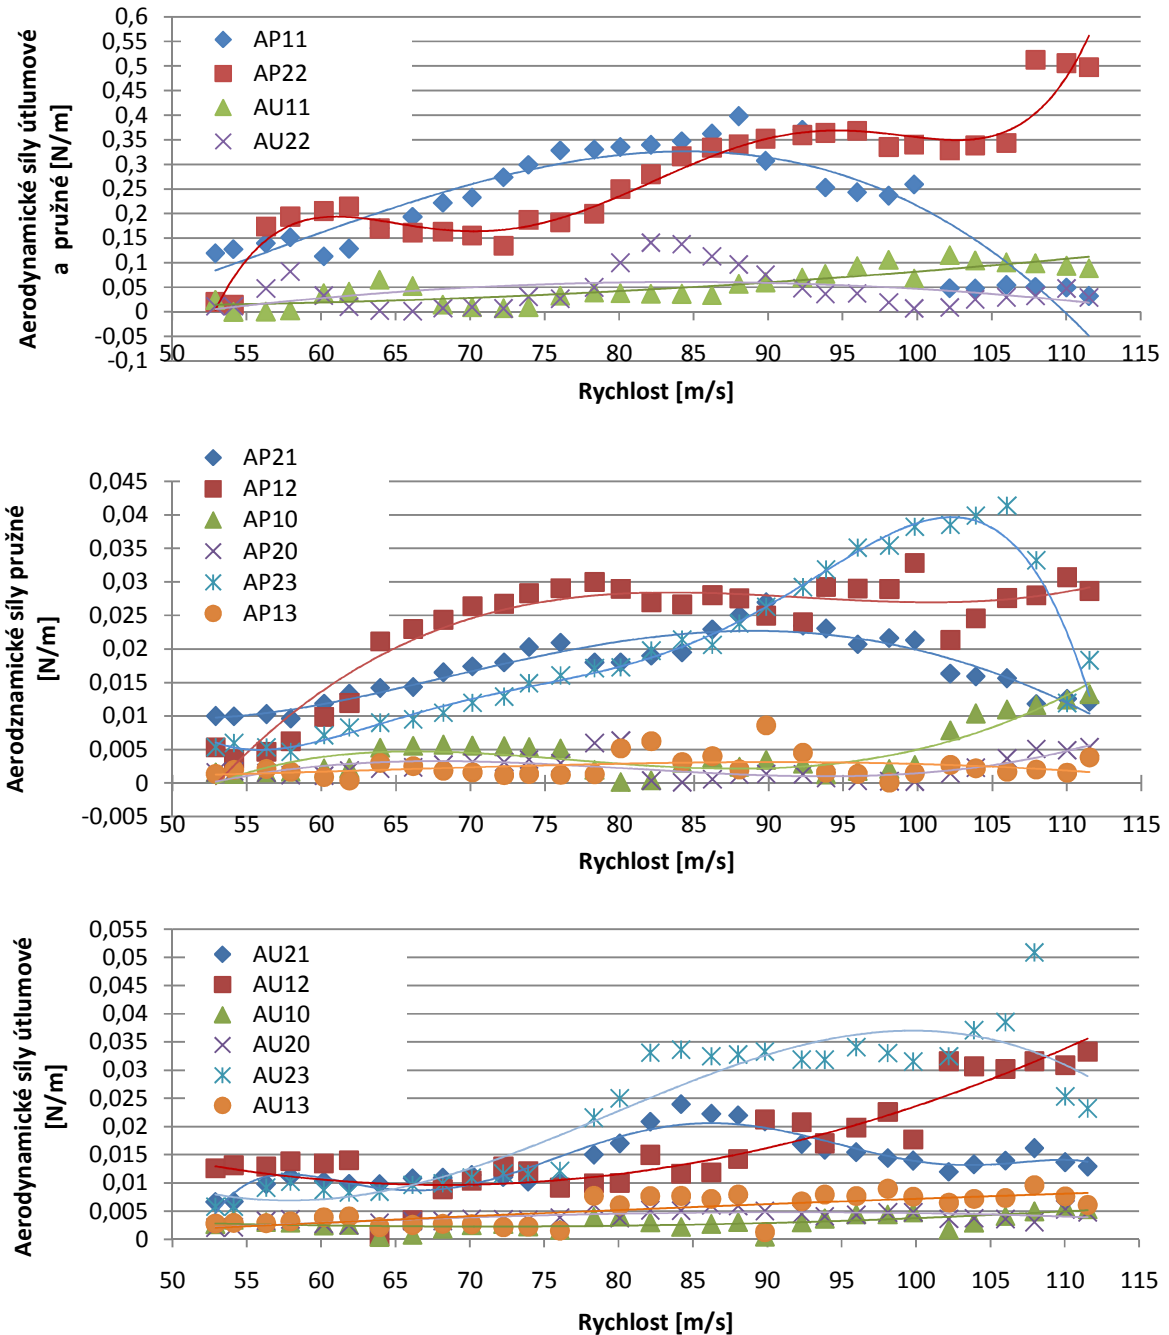 0,6
0,55
0,5
0,45
0,4
0,35
0,3
0,25
0,2
0,15
0,1
0,05
0
-0,05
-0,1
Aerodynamické síly útlumové
a pružné [N/m]
AP11
AP22
AU11
AU22
50 55 60 65 70 75 80 85 90 95 100 105 110 115
Rychlost [m/s]
AP21
AP12
AP10
AP20
AP23
AP13
0,045
0,04
0,035
0,03
0,025
0,02
0,015
0,01
0,005
0
-0,005
Aerodznamické síly pružné
[N/m]
50 55 60 65 70 75 80 85 90 95 100 105 110 115
Rychlost [m/s]
0,055
0,05
0,045
0,04
0,035
0,03
0,025
0,02
0,015
0,01
0,005
0
Aerodynamické síly útlumové
[N/m]
AU21
AU12
AU10
AU20
AU23
AU13
50 55 60 65 70 75 80 85 90 95 100 105 110 115
Rychlost [m/s]